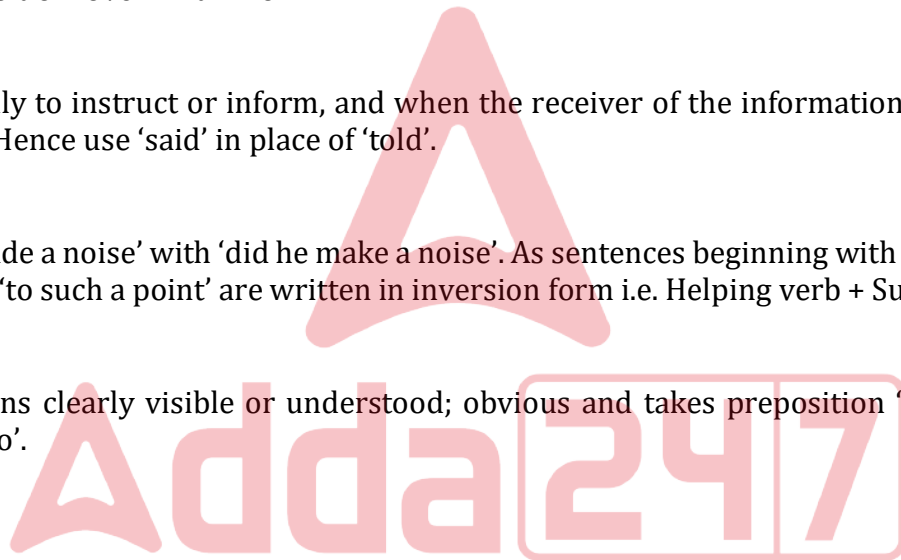 ly to instruct or inform, and when the receiver of the information
Hence use ‘said’ in place of ‘told’.
de a noise’ with ‘did he make a noise’. As sentences beginning with
‘to such a point’ are written in inversion form i.e. Helping verb + Su
ns clearly visible or understood; obvious and takes preposition ‘
o’.
Adda247